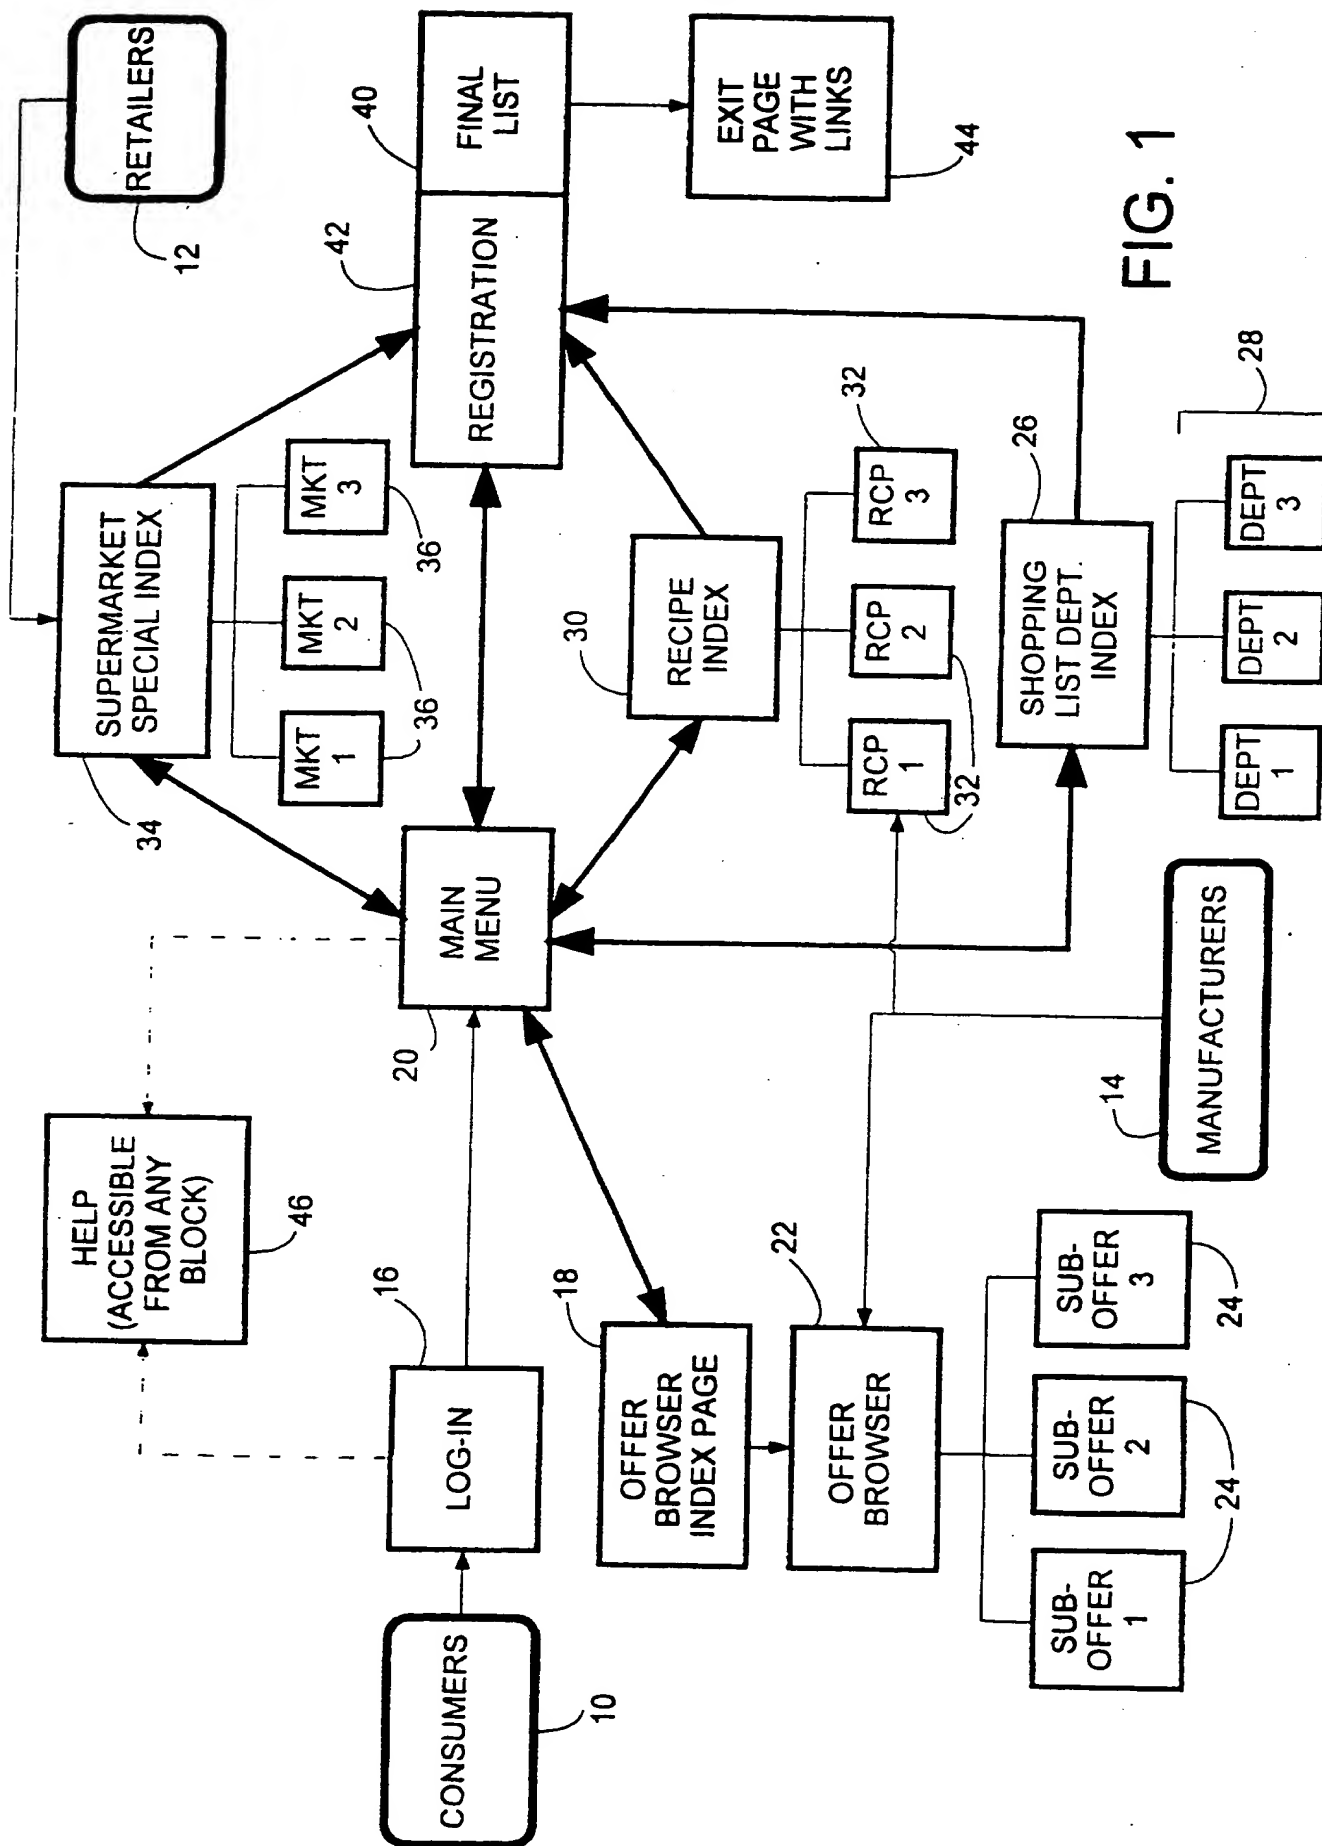 RETAILERS
12
SUPERMARKET
SPECIAL INDEX
34
MKT
1
MKT
2
MKT
3
36
36
HELP
(ACCESSIBLE
FROM ANY
BLOCK)
46
CONSUMERS
10
LOG-IN
16
MAIN
MENU
20
REGISTRATION
42
FINAL
LIST
40
EXIT
PAGE
WITH
LINKS
44
OFFER
BROWSER
INDEX PAGE
18
OFFER
BROWSER
22
SUB-
OFFER
1
SUB-
OFFER
2
SUB-
OFFER
3
24
24
RECIPE
INDEX
30
RCP
1
RCP
2
RCP
3
32
32
SHOPPING
LIST DEPT.
INDEX
26
DEPT
1
DEPT
2
DEPT
3
28
MANUFACTURERS
14
FIG. 1